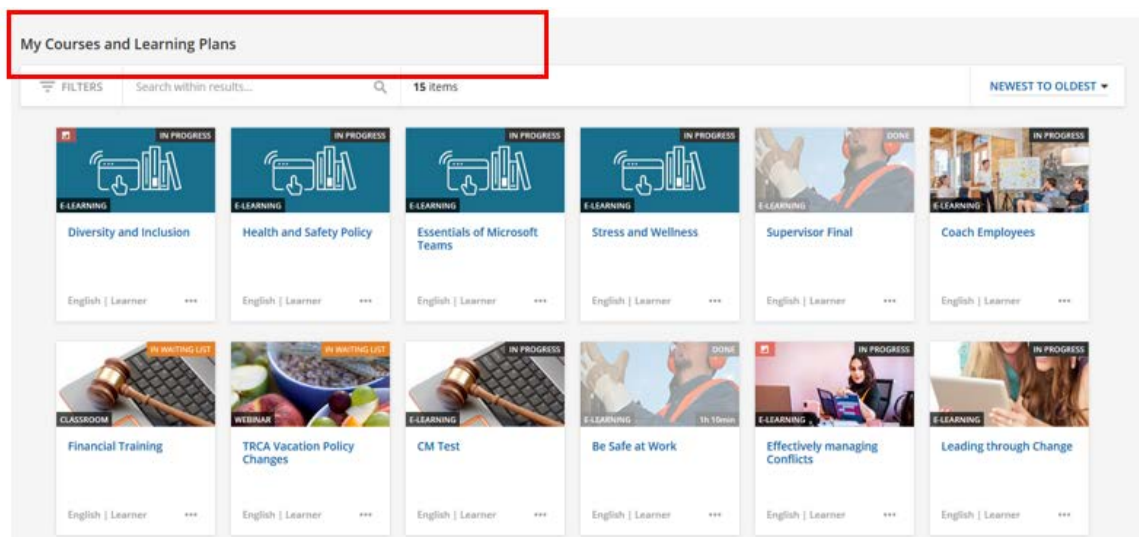 My Courses and Learning Plans
FILTERS Search within results... 15 items NEWEST TO OLDEST
IN PROGRESS IN PROGRESS IN PROGRESS IN PROGRESS DONE IN PROGRESS
E-LEARNING E-LEARNING E-LEARNING E-LEARNING E-LEARNING E-LEARNING
Diversity and Inclusion Health and Safety Policy Essentials of Microsoft Teams Stress and Wellness Supervisor Final Coach Employees
English | Learner English | Learner English | Learner English | Learner English | Learner English | Learner
IN WAITING LIST IN WAITING LIST IN PROGRESS DONE IN PROGRESS IN PROGRESS
CLASSROOM WEBINAR E-LEARNING E-LEARNING 1h 10min E-LEARNING E-LEARNING
Financial Training TRCA Vacation Policy Changes CM Test Be Safe at Work Effectively managing Conflicts Leading through Change
English | Learner English | Learner English | Learner English | Learner English | Learner English | Learner